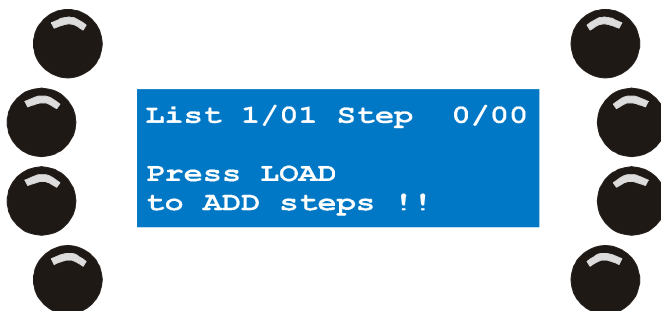 List 1/01 Step  0/00
Press LOAD
to ADD steps !!